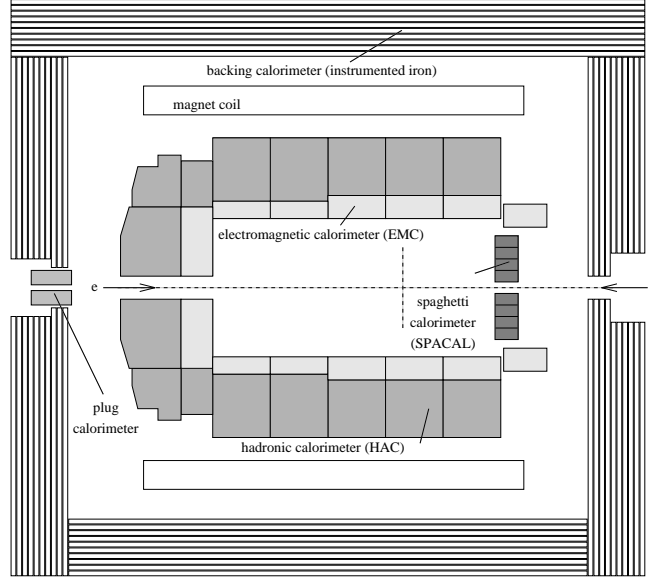 backing calorimeter (instrumented iron)
magnet coil
electromagnetic calorimeter (EMC)
e
spaghetti
calorimeter
(SPACAL)
plug
calorimeter
hadronic calorimeter (HAC)